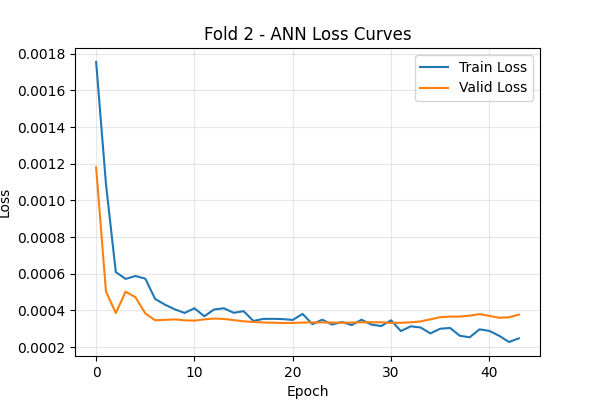 Fold 2 - ANN Loss Curves
Train Loss
Valid Loss
0.0018
0.0016
0.0014
0.0012
0.0010
0.0008
0.0006
0.0004
0.0002
Loss
0
10
20
30
40
Epoch